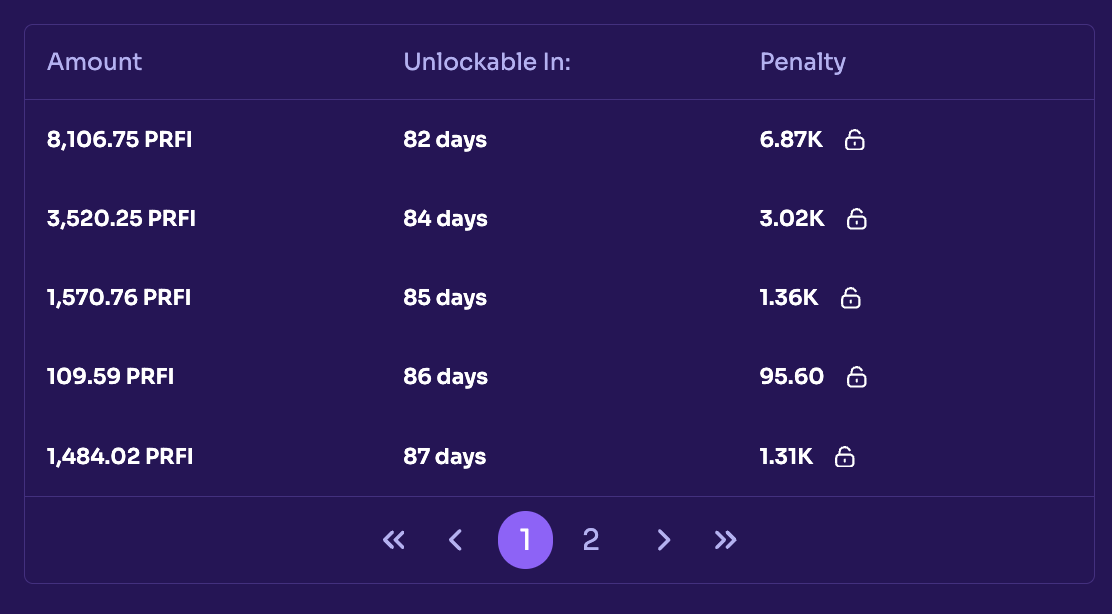 Amount Unlockable In: Penalty
8,106.75 PRFI 82 days 6.87K
3,520.25 PRFI 84 days 3.02K
1,570.76 PRFI 85 days 1.36K
109.59 PRFI 86 days 95.60
1,484.02 PRFI 87 days 1.31K
1 2